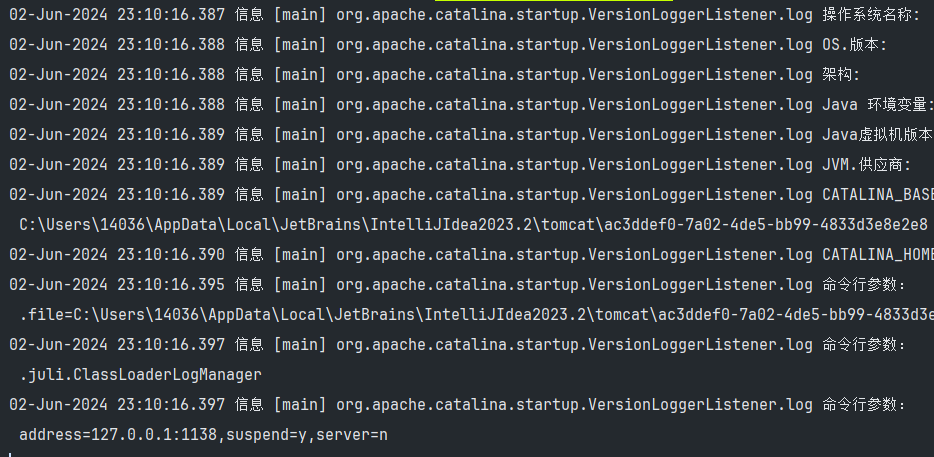 02-Jun-2024 23:10:16.387 信息 [main] org.apache.catalina.startup.VersionLoggerListener.log 操作系统名称:
02-Jun-2024 23:10:16.388 信息 [main] org.apache.catalina.startup.VersionLoggerListener.log OS.版本:
02-Jun-2024 23:10:16.388 信息 [main] org.apache.catalina.startup.VersionLoggerListener.log 架构:
02-Jun-2024 23:10:16.388 信息 [main] org.apache.catalina.startup.VersionLoggerListener.log Java 环境变量:
02-Jun-2024 23:10:16.389 信息 [main] org.apache.catalina.startup.VersionLoggerListener.log Java虚拟机版本
02-Jun-2024 23:10:16.389 信息 [main] org.apache.catalina.startup.VersionLoggerListener.log JVM.供应商:
02-Jun-2024 23:10:16.389 信息 [main] org.apache.catalina.startup.VersionLoggerListener.log CATALINA_BASE
C:\Users\14036\AppData\Local\JetBrains\IntelliJIdea2023.2\tomcat\ac3ddef0-7a02-4de5-bb99-4833d3e8e2e8
02-Jun-2024 23:10:16.390 信息 [main] org.apache.catalina.startup.VersionLoggerListener.log CATALINA_HOME
02-Jun-2024 23:10:16.395 信息 [main] org.apache.catalina.startup.VersionLoggerListener.log 命令行参数：
.file=C:\Users\14036\AppData\Local\JetBrains\IntelliJIdea2023.2\tomcat\ac3ddef0-7a02-4de5-bb99-4833d3e
02-Jun-2024 23:10:16.397 信息 [main] org.apache.catalina.startup.VersionLoggerListener.log 命令行参数：
.juli.ClassLoaderLogManager
02-Jun-2024 23:10:16.397 信息 [main] org.apache.catalina.startup.VersionLoggerListener.log 命令行参数：
address=127.0.0.1:1138,suspend=y,server=n